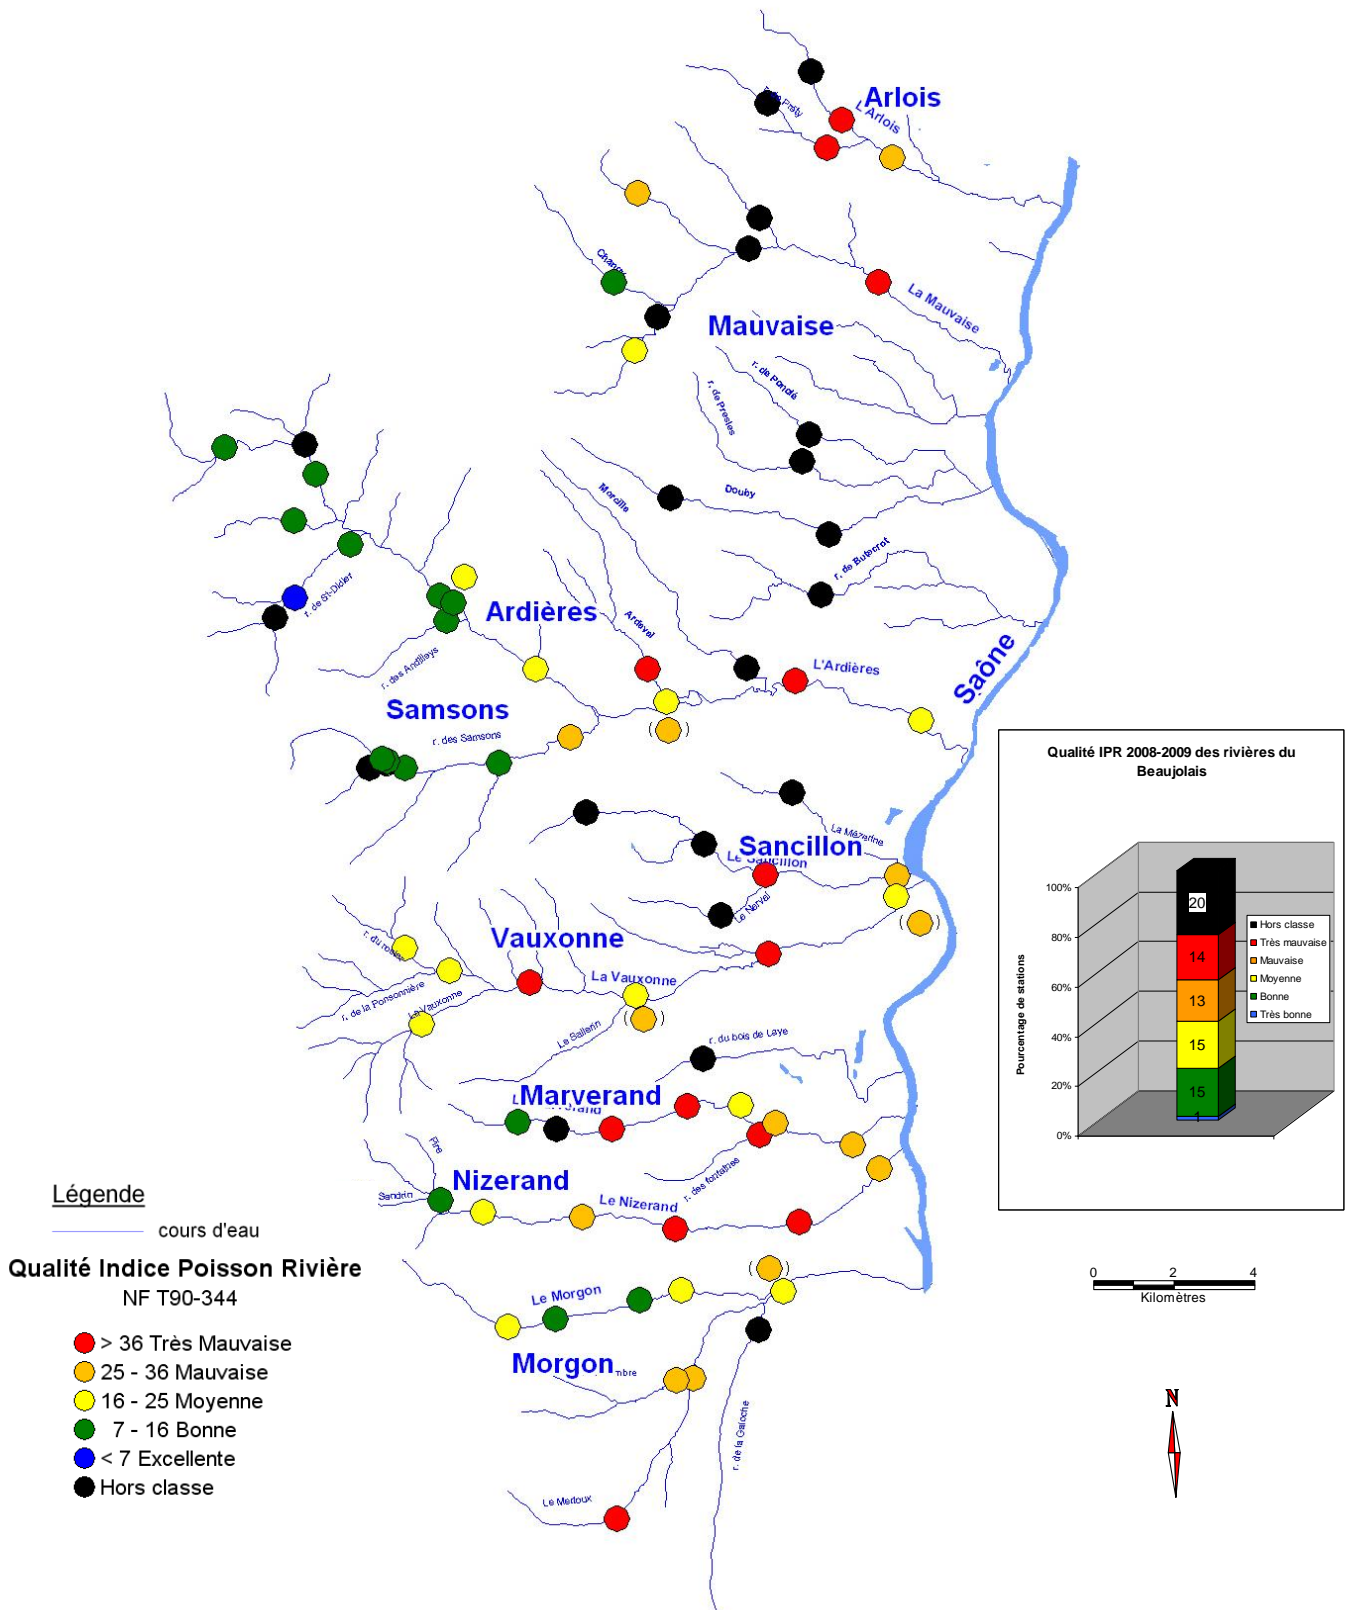 Arlois
L'Arlois
Mauvaise
La Mauvaise
r. de Ponclé
r. de Presles
Douby
Morcille
r. de Butecrot
r. de St-Didier
Ardières
Ardevel
L'Ardières
r. des Andilleys
Samsons
r. des Samsons
Saône
La Mézerine
Sancillon
Le Sancillon
Le Nerval
Vauxonne
La Vauxonne
r. de la Ponsonnière
La Vauxonne
Le Sallerin
r. du bois de Laye
Marverand
r. des fontaines
Nizerand
Le Nizerand
Sandrin
Le Morgon
Morgon
mbre
r. de la Galoche
Le Merloux
Qualité IPR 2008-2009 des rivières du
Beaujolais
Pourcentage de stations
100%
80%
60%
40%
20%
0%
20
14
13
15
15
1
Hors classe
Très mauvaise
Mauvaise
Moyenne
Bonne
Très bonne
Légende
cours d'eau
Qualité Indice Poisson Rivière
NF T90-344
> 36 Très Mauvaise
25 - 36 Mauvaise
16 - 25 Moyenne
7 - 16 Bonne
< 7 Excellente
Hors classe
0 2 4
Kilomètres
N